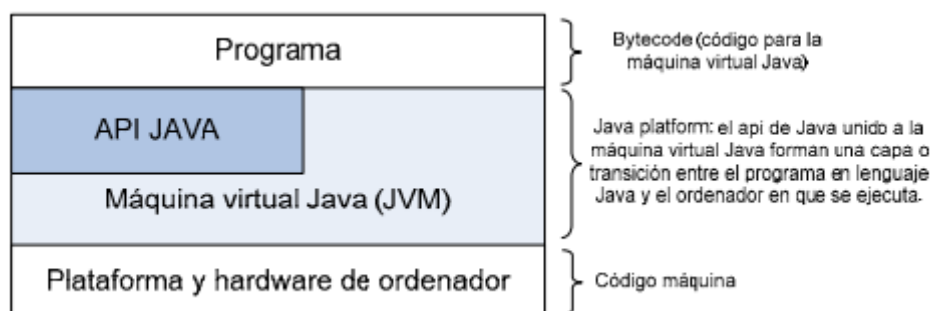 Programa
Bytecode (código para la
máquina virtual Java)
API JAVA
Máquina virtual Java (JVM)
Java platform: el api de Java unido a la
máquina virtual Java forman una capa o
transición entre el programa en lenguaje
Java y el ordenador en que se ejecuta.
Plataforma y hardware de ordenador
Código máquina